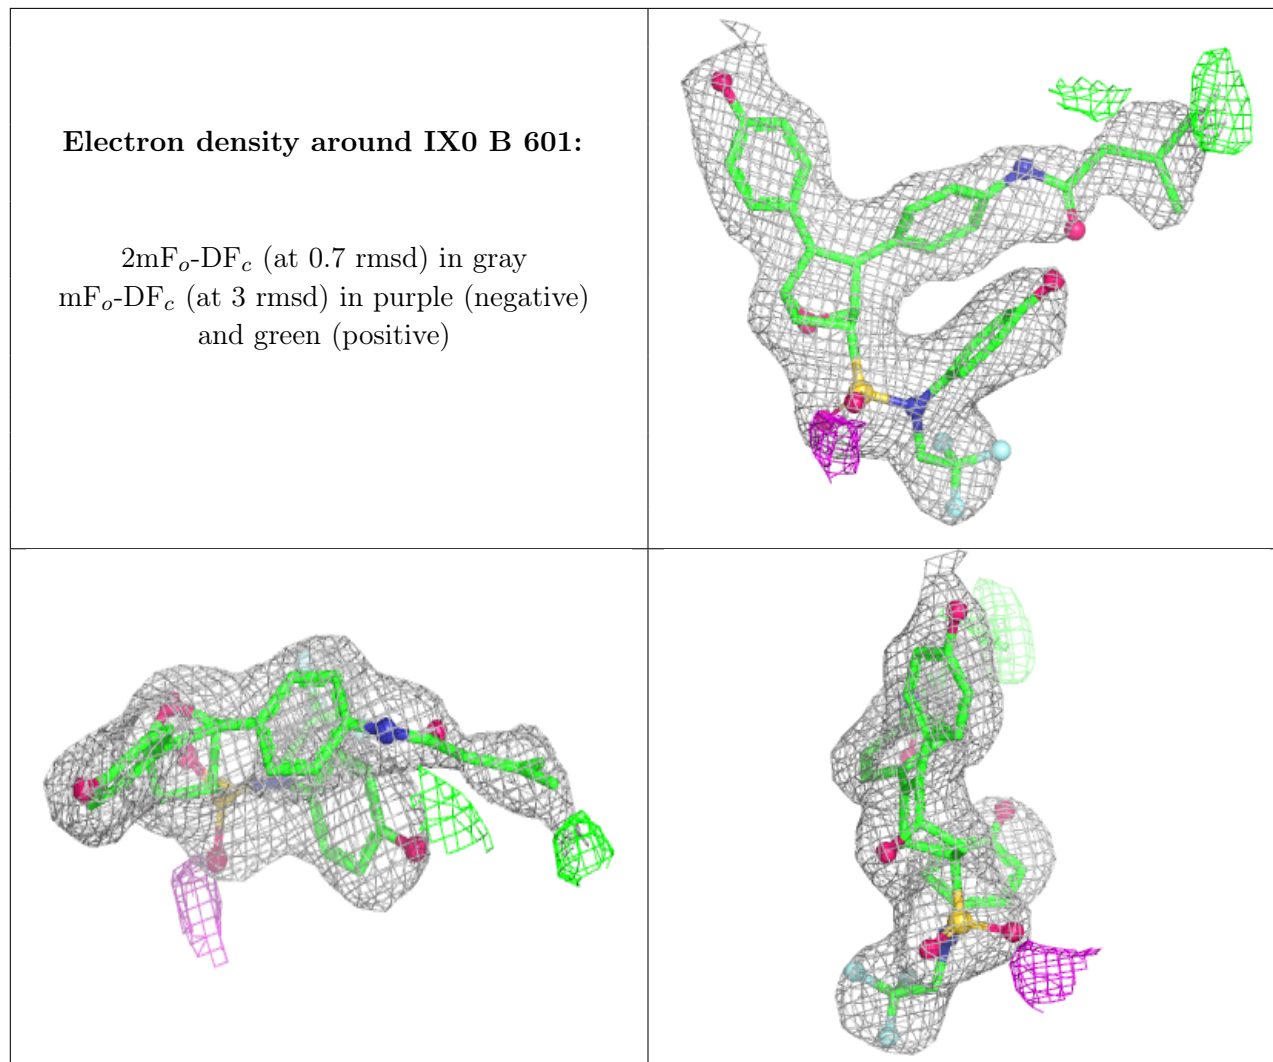 Electron density around IX0 B 601:
2mFo-DFc (at 0.7 rmsd) in gray
mFo-DFc (at 3 rmsd) in purple (negative)
and green (positive)